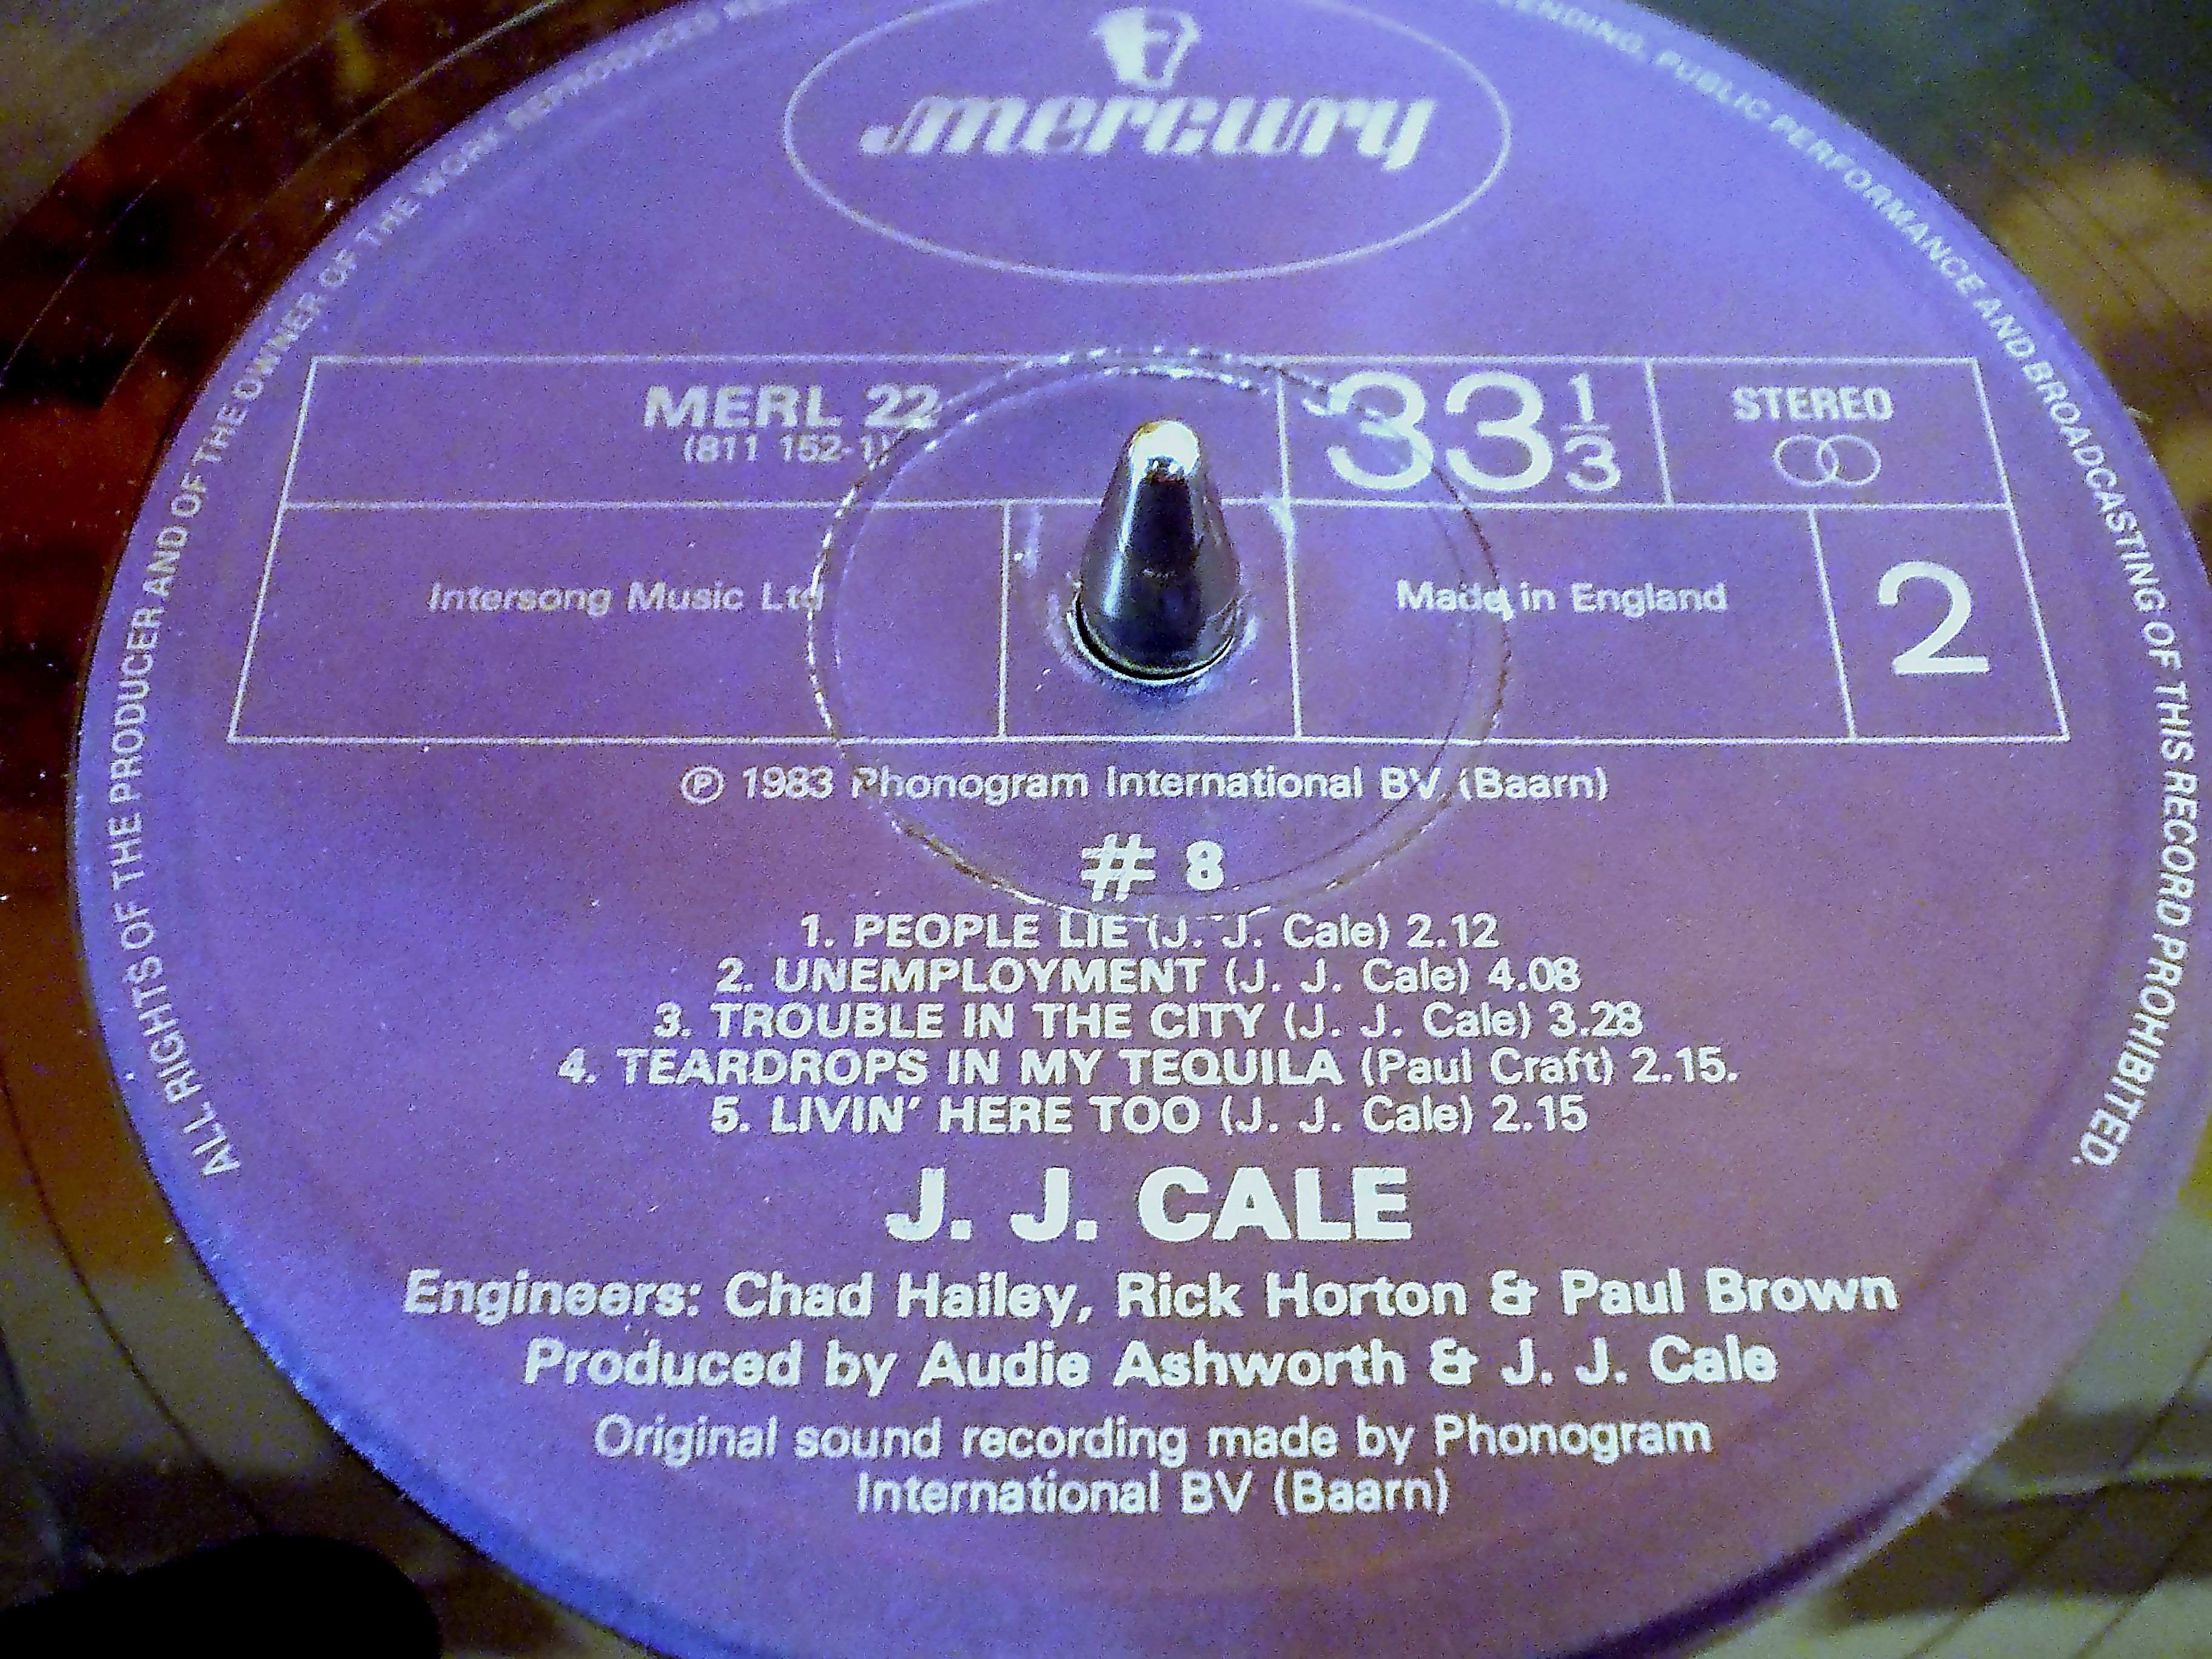 mercury
MERL 22
(811 152-1)
33 1/3
STEREO
Intersong Music Ltd
Made in England
2
℗ 1983 Phonogram International BV (Baarn)
# 8
1. PEOPLE LIE (J. J. Cale) 2.12
2. UNEMPLOYMENT (J. J. Cale) 4.08
3. TROUBLE IN THE CITY (J. J. Cale) 3.28
4. TEARDROPS IN MY TEQUILA (Paul Craft) 2.15.
5. LIVIN' HERE TOO (J. J. Cale) 2.15
J. J. CALE
Engineers: Chad Hailey, Rick Horton & Paul Brown
Produced by Audie Ashworth & J. J. Cale
Original sound recording made by Phonogram
International BV (Baarn)
ALL RIGHTS OF THE PRODUCER AND OF THE OWNER OF THE WORK REPRODUCED
PUBLIC PERFORMANCE AND BROADCASTING OF THIS RECORD PROHIBITED.